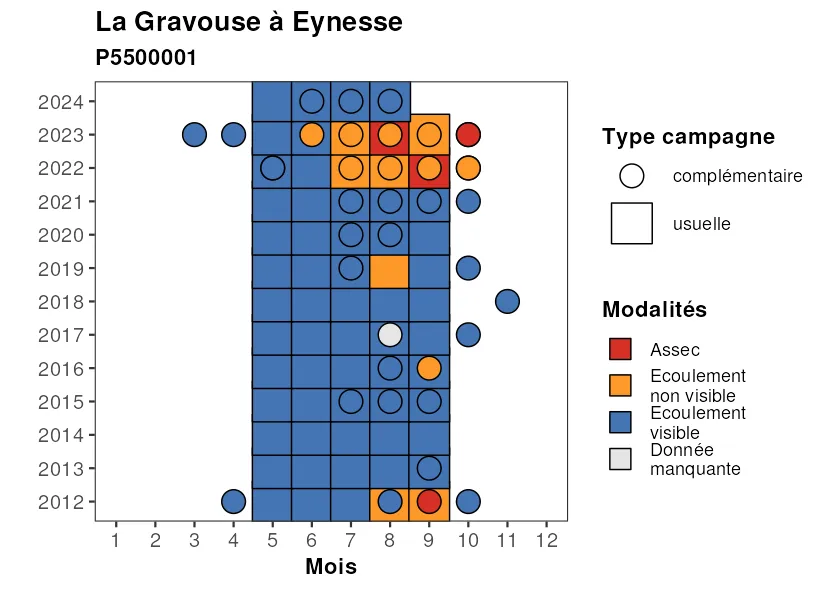 La Gravouse à Eynesse
P5500001
2024
2023
2022
2021
2020
2019
2018
2017
2016
2015
2014
2013
2012
1 2 3 4 5 6 7 8 9 10 11 12
Mois
Type campagne
complémentaire
usuelle
Modalités
Assec
Ecoulement
non visible
Ecoulement
visible
Donnée
manquante